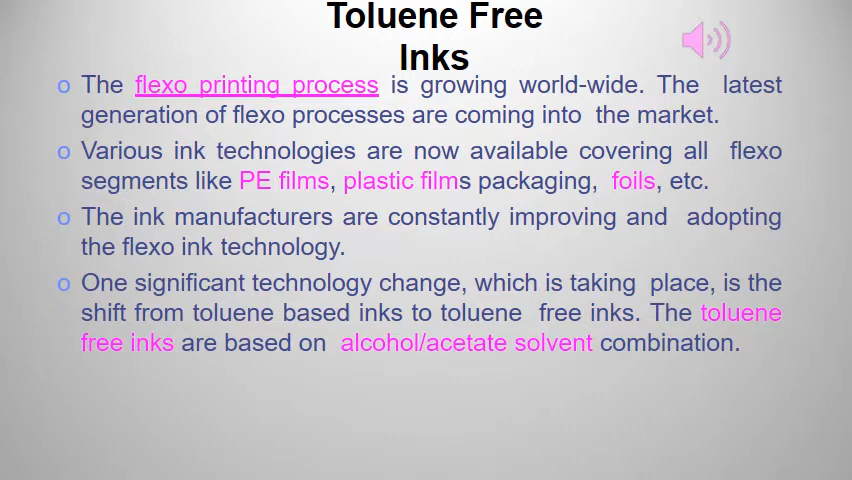 Toluene Free
Inks
o The flexo printing process is growing world-wide. The latest
generation of flexo processes are coming into the market.
o Various ink technologies are now available covering all flexo
segments like PE films, plastic films packaging, foils, etc.
o The ink manufacturers are constantly improving and adopting
the flexo ink technology.
o One significant technology change, which is taking place, is the
shift from toluene based inks to toluene free inks. The toluene
free inks are based on alcohol/acetate solvent combination.